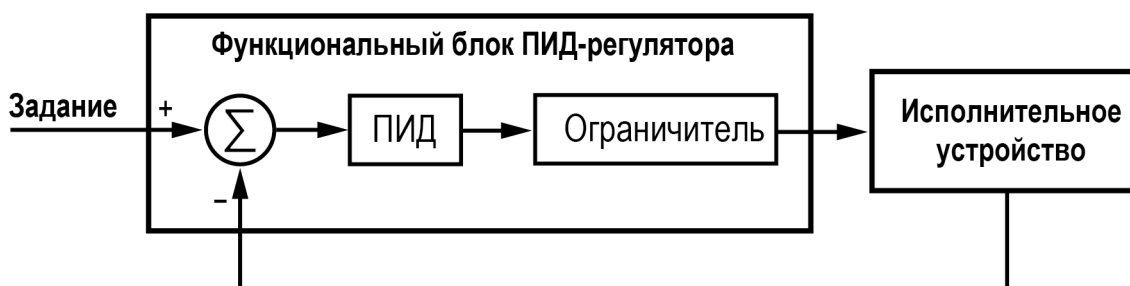 Функциональный блок ПИД-регулятора
Задание
+
Σ
ПИД
Ограничитель
Исполнительное
устройство
–